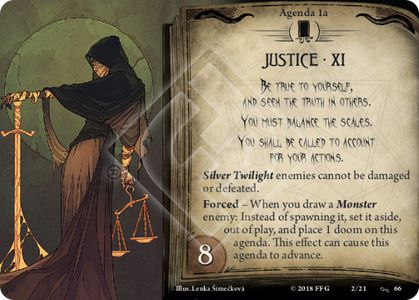 Agenda 1a
JUSTICE · XI
BE TRUE TO YOURSELF,
AND SEEK THE TRUTH IN OTHERS.
YOU MUST BALANCE THE SCALES.
YOU SHALL BE CALLED TO ACCOUNT
FOR YOUR ACTIONS.
Silver Twilight enemies cannot be damaged
or defeated.
Forced – When you draw a Monster
enemy: Instead of spawning it, set it aside,
out of play, and place 1 doom on this
agenda. This effect can cause this
agenda to advance.
8
Illus. Lenka Šimečková
© 2018 FFG
2/21
66